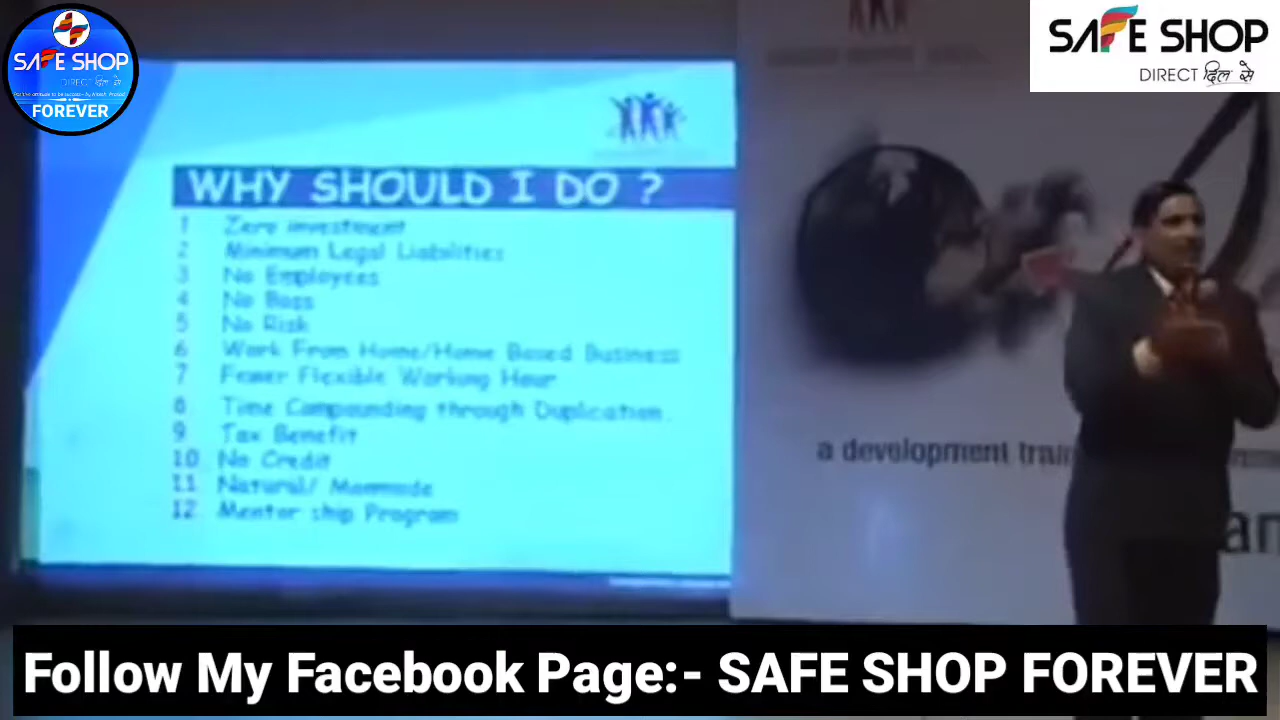 SAFE SHOP
DIRECT दिल से
FOREVER
SAFE SHOP
DIRECT दिल से
WHY SHOULD I DO ?
1 Zero investment
2 Minimum Legal Liabilities
3 No Employees
4 No Boss
5 No Risk
6 Work From Home/Home Based Business
7 Fewer Flexible Working Hour
8 Time Compounding through Duplication.
9 Tax Benefit
10 No Credit
11 Natural/ Manmade
12 Mentor ship Program
a development
Follow My Facebook Page:- SAFE SHOP FOREVER